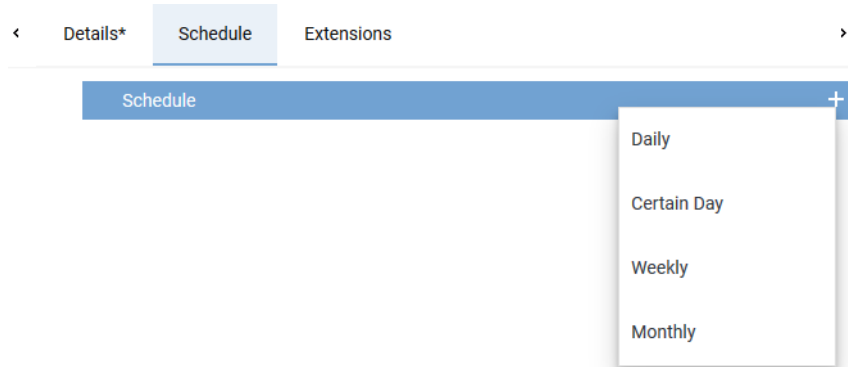 Details* Schedule Extensions
Schedule
Daily
Certain Day
Weekly
Monthly